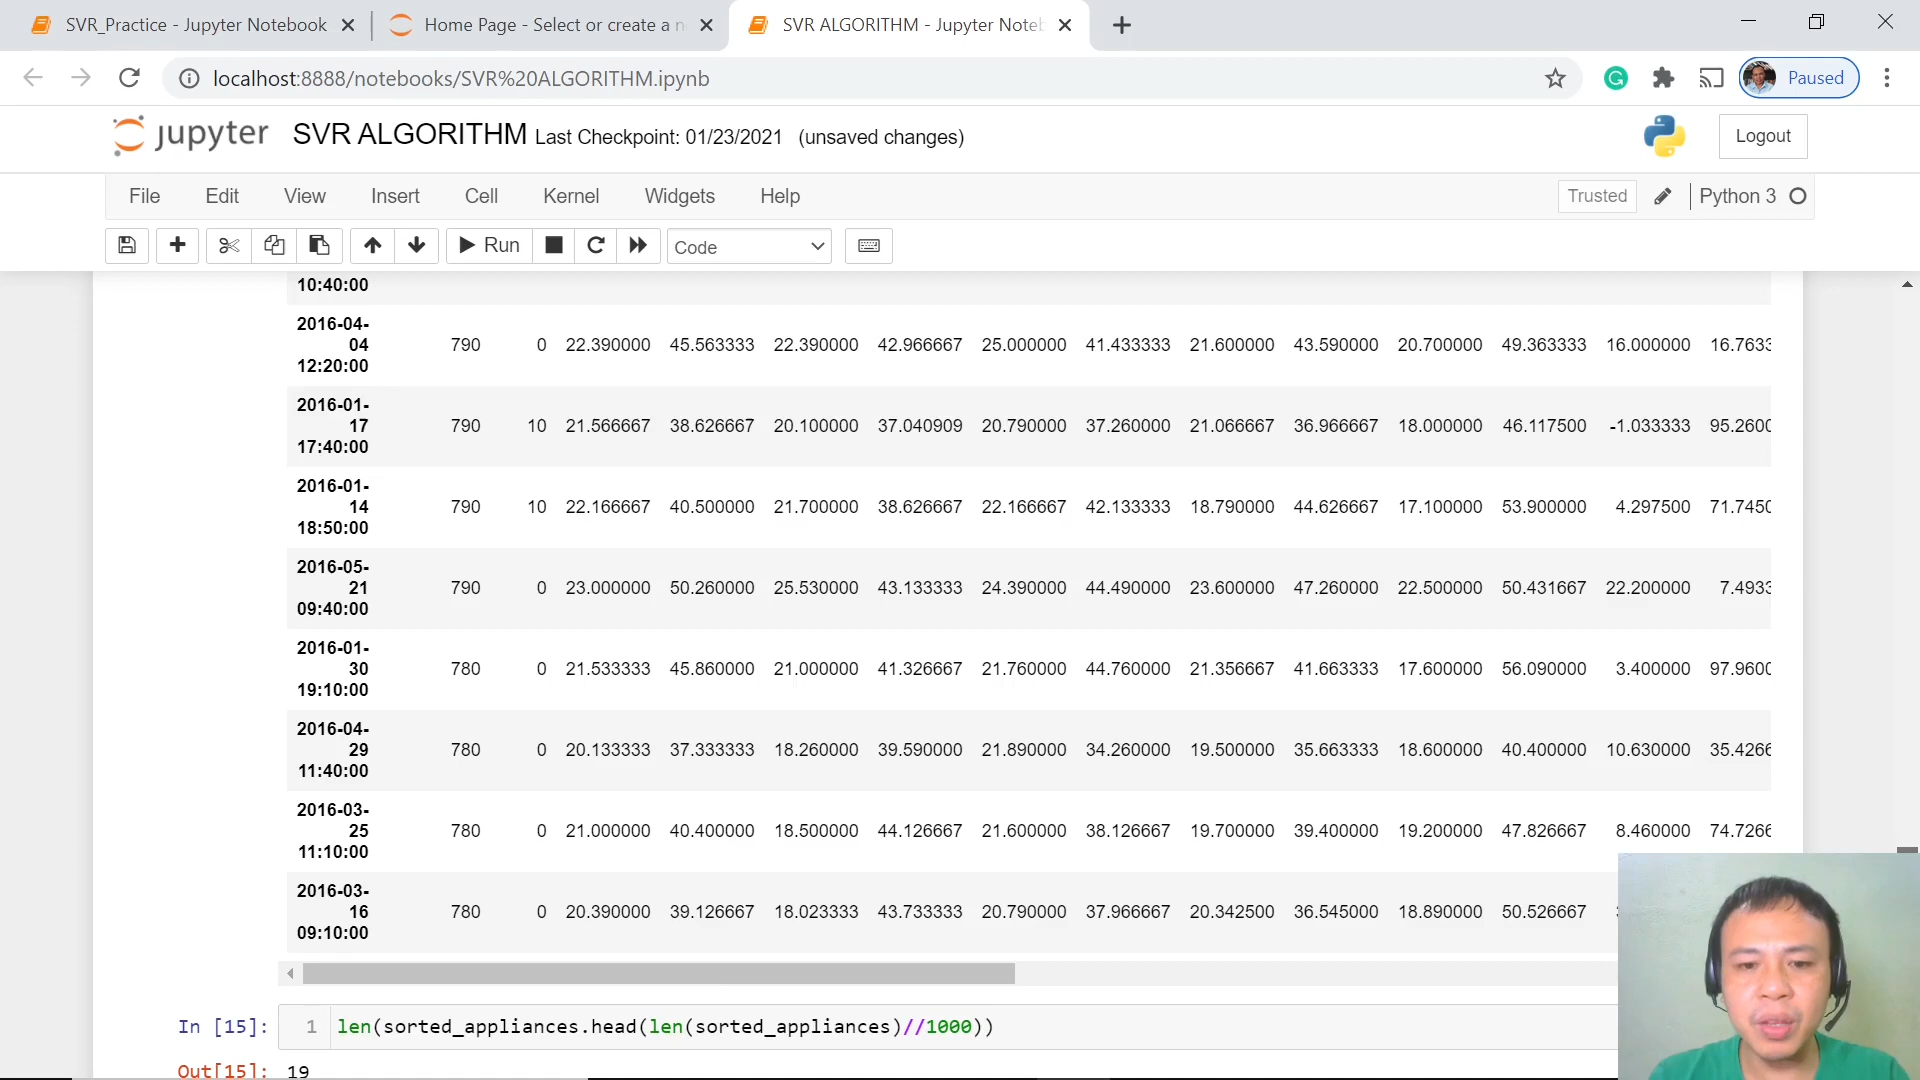 SVR_Practice - Jupyter Notebook
Home Page - Select or create a n
SVR ALGORITHM - Jupyter Noteb
localhost:8888/notebooks/SVR%20ALGORITHM.ipynb
Paused
jupyter SVR ALGORITHM Last Checkpoint: 01/23/2021 (unsaved changes)
Logout
File Edit View Insert Cell Kernel Widgets Help
Trusted Python 3
Run Code
10:40:00
2016-04-
04 790 0 22.390000 45.563333 22.390000 42.966667 25.000000 41.433333 21.600000 43.590000 20.700000 49.363333 16.000000 16.7633
12:20:00
2016-01-
17 790 10 21.566667 38.626667 20.100000 37.040909 20.790000 37.260000 21.066667 36.966667 18.000000 46.117500 -1.033333 95.2600
17:40:00
2016-01-
14 790 10 22.166667 40.500000 21.700000 38.626667 22.166667 42.133333 18.790000 44.626667 17.100000 53.900000 4.297500 71.7450
18:50:00
2016-05-
21 790 0 23.000000 50.260000 25.530000 43.133333 24.390000 44.490000 23.600000 47.260000 22.500000 50.431667 22.200000 7.4933
09:40:00
2016-01-
30 780 0 21.533333 45.860000 21.000000 41.326667 21.760000 44.760000 21.356667 41.663333 17.600000 56.090000 3.400000 97.9600
19:10:00
2016-04-
29 780 0 20.133333 37.333333 18.260000 39.590000 21.890000 34.260000 19.500000 35.663333 18.600000 40.400000 10.630000 35.4266
11:40:00
2016-03-
25 780 0 21.000000 40.400000 18.500000 44.126667 21.600000 38.126667 19.700000 39.400000 19.200000 47.826667 8.460000 74.7266
11:10:00
2016-03-
16 780 0 20.390000 39.126667 18.023333 43.733333 20.790000 37.966667 20.342500 36.545000 18.890000 50.526667
09:10:00
In [15]: 1 len(sorted_appliances.head(len(sorted_appliances)//1000))
Out[15]: 19